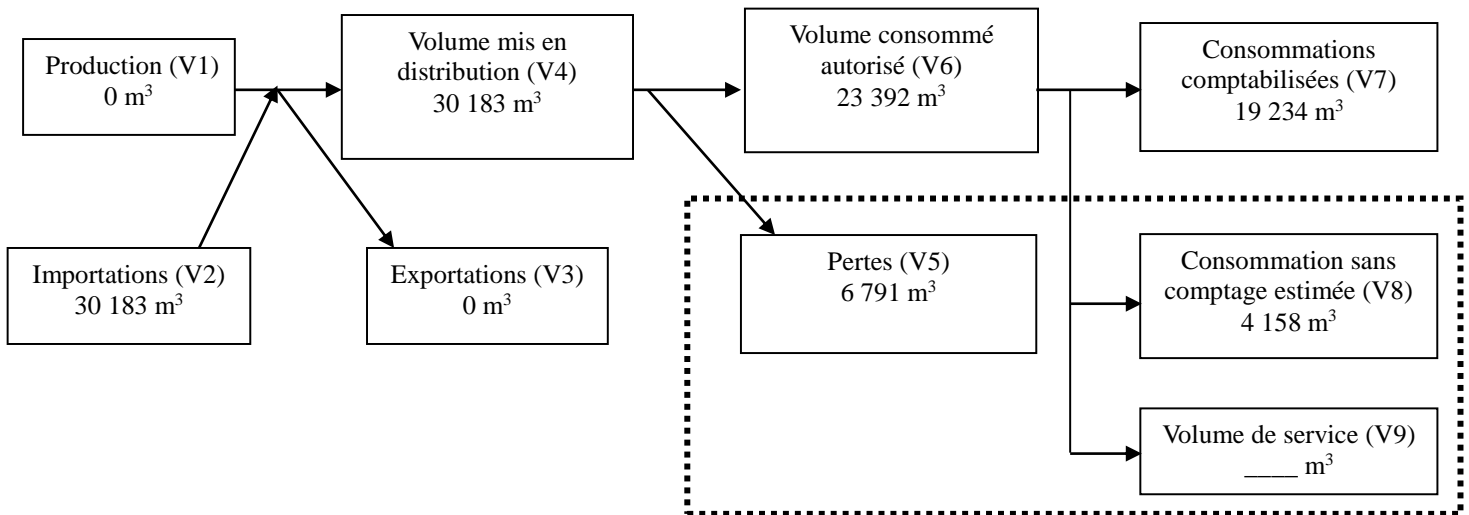 Production (V1)
0 m³
Volume mis en
distribution (V4)
30 183 m³
Volume consommé
autorisé (V6)
23 392 m³
Consommations
comptabilisées (V7)
19 234 m³
Importations (V2)
30 183 m³
Exportations (V3)
0 m³
Pertes (V5)
6 791 m³
Consommation sans
comptage estimée (V8)
4 158 m³
Volume de service (V9)
____ m³